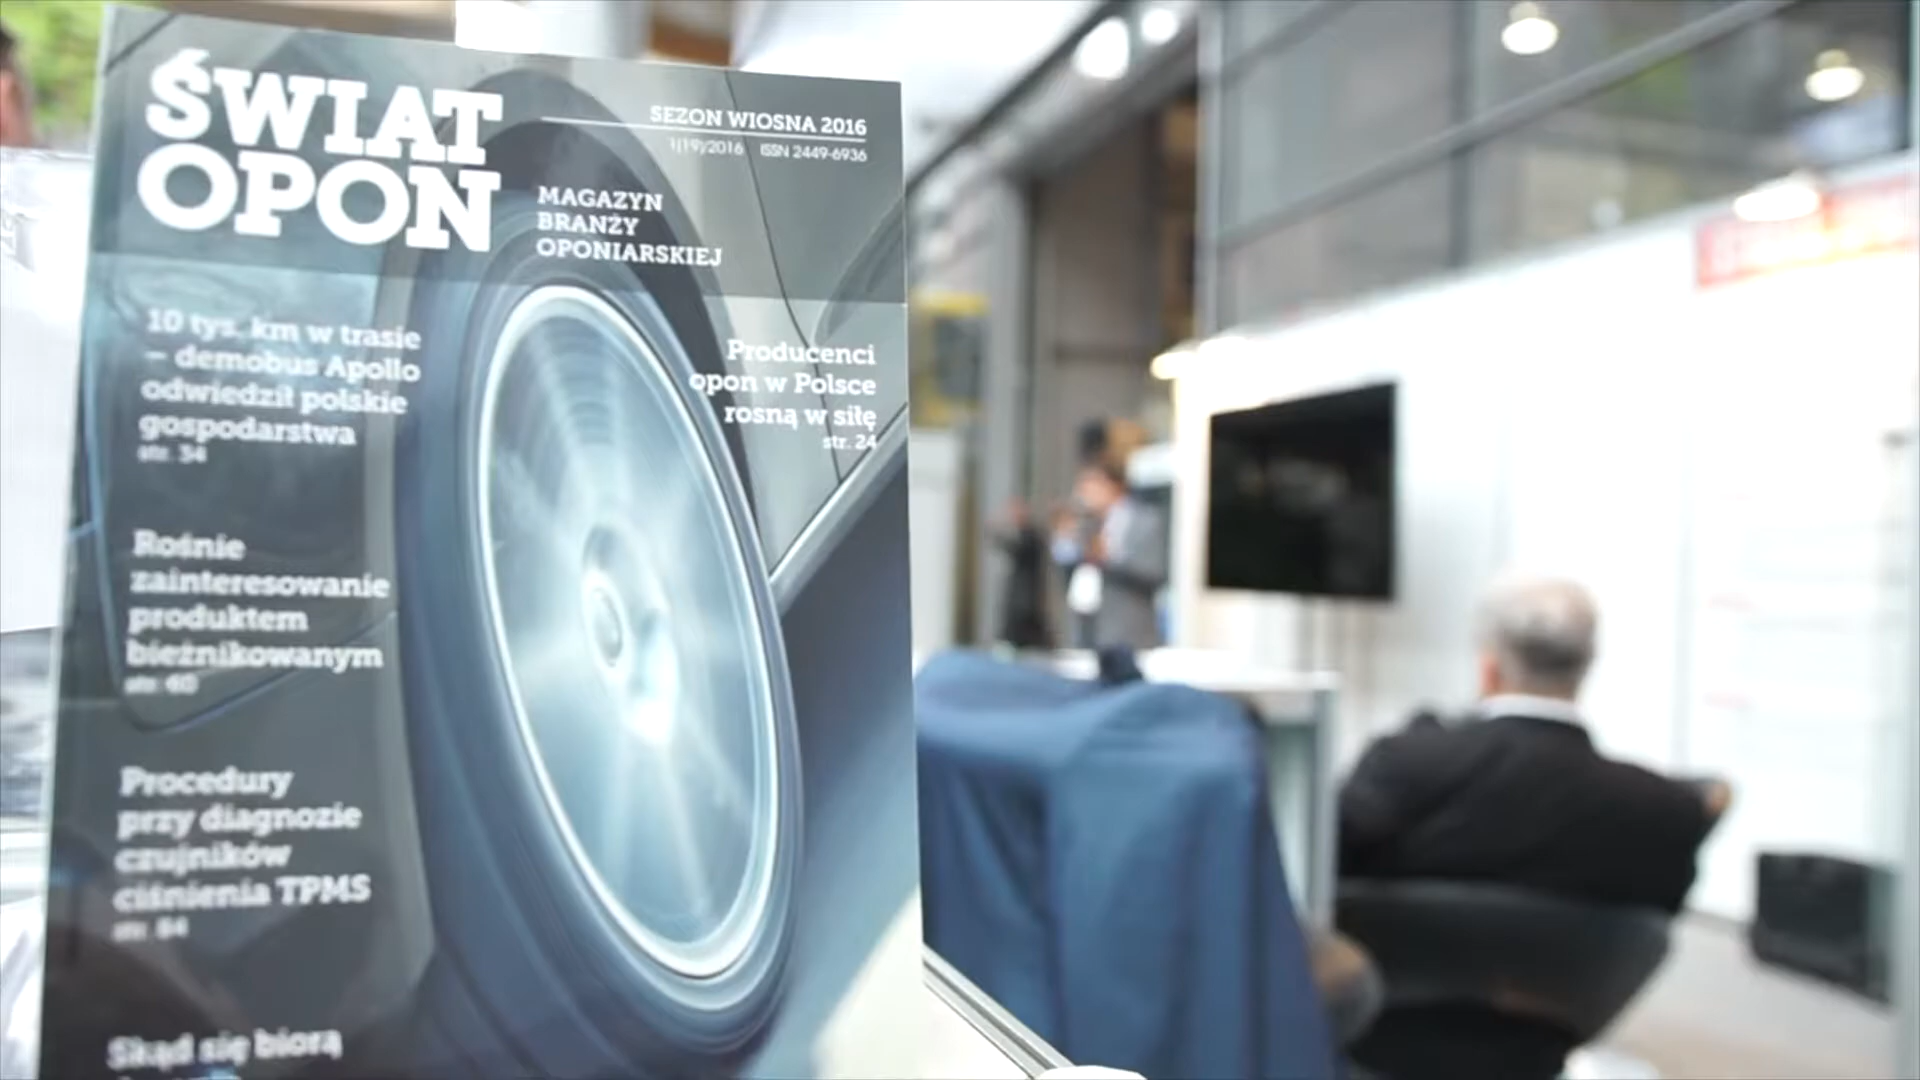 ŚWIAT
OPON
SEZON WIOSNA 2016
1(19)/2016 ISSN 2449-6936
MAGAZYN
BRANŻY
OPONIARSKIEJ
10 tys. km w trasie
– demobus Apollo
odwiedził polskie
gospodarstwa
str. 34
Producenci
opon w Polsce
rosną w siłę
str. 24
Rośnie
zainteresowanie
produktem
bieżnikowanym
str. 60
Procedury
przy diagnozie
czujników
ciśnienia TPMS
str. 84
Skąd się biorą